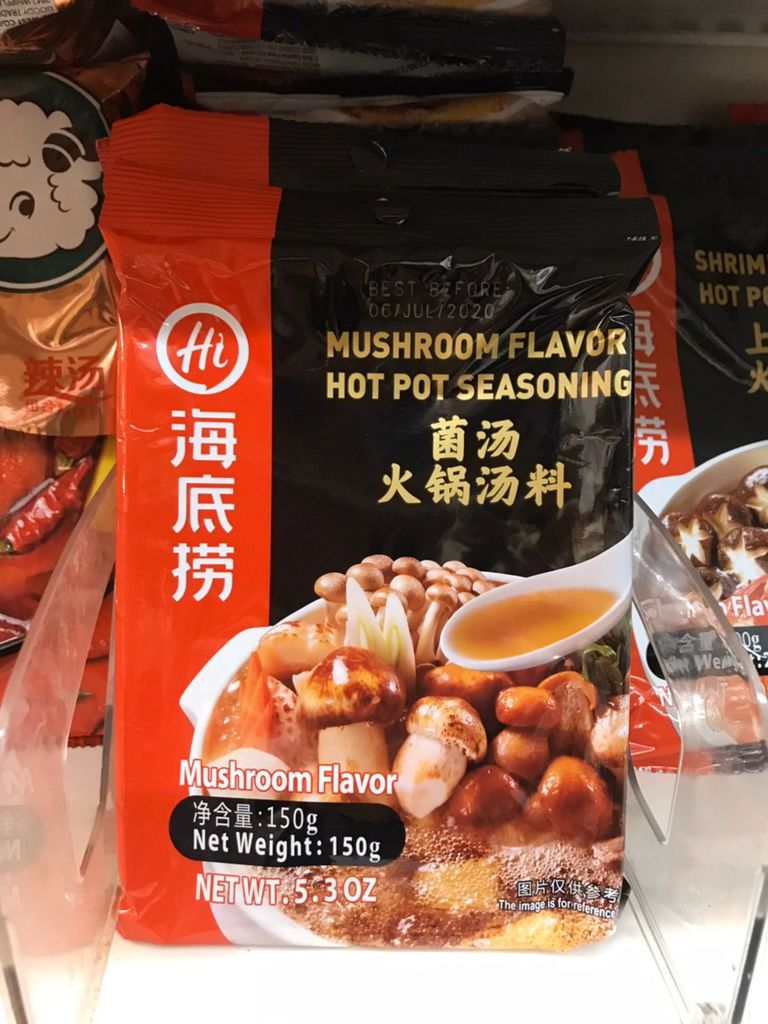 BEST BEFORE:
06/JUL/2020
MUSHROOM FLAVOR
HOT POT SEASONING
菌汤
火锅汤料
Hi
海底捞
Mushroom Flavor
净含量:150g
Net Weight: 150g
NET WT. 5.3 OZ
图片仅供参考
The image is for reference
辣汤
SHRIM
HOT PO
底捞